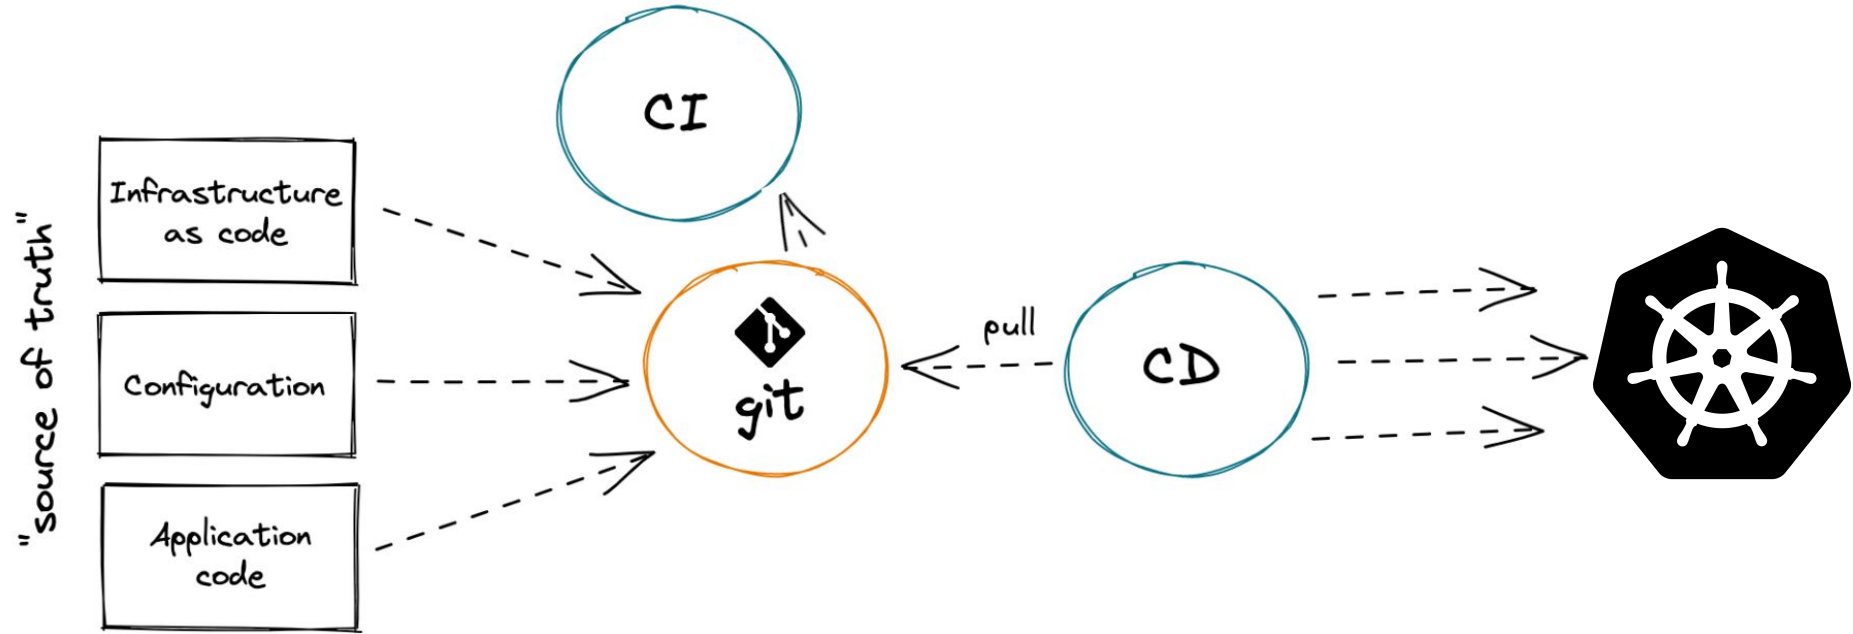 "source of truth"
Infrastructure
as code
Configuration
Application
code
CI
git
pull
CD